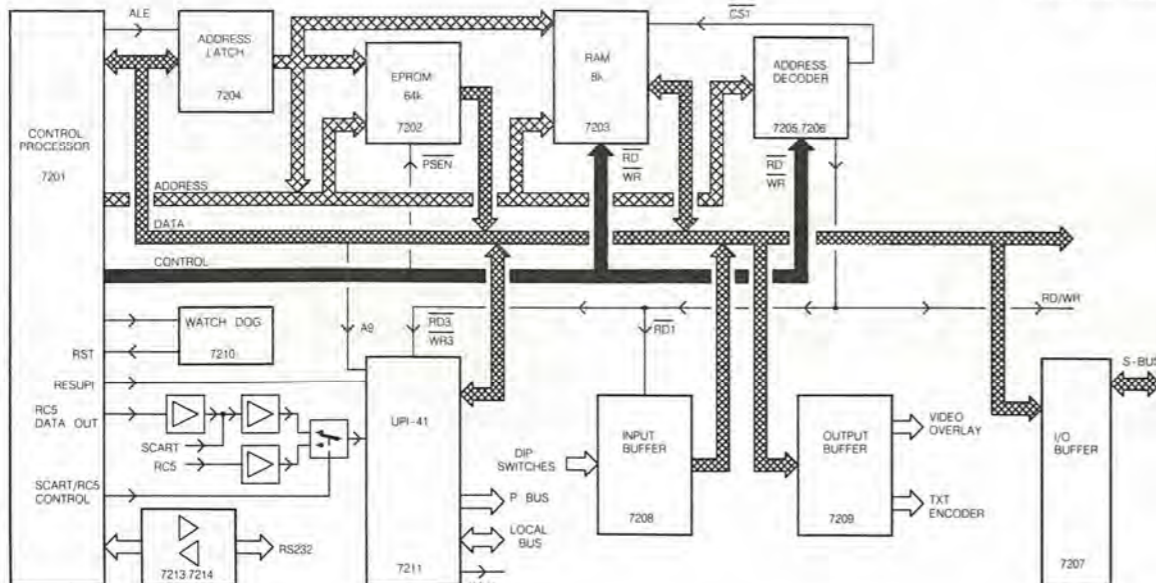 ALE
ADDRESS
LATCH
7204
EPROM
64k
7202
RAM
8k
7203
CS1
ADDRESS
DECODER
7205,7206
CONTROL
PROCESSOR
7201
PSEN
RD
WR
RD
WR
ADDRESS
DATA
CONTROL
WATCH DOG
7210
RST
RESUPI
A9
RD3
WR3
RD1
RD/WR
RC5
DATA OUT
SCART
RC5
SCART/RC5
CONTROL
7213 7214
RS232
UPI-41
7211
DIP
SWITCHES
P BUS
LOCAL
BUS
INPUT
BUFFER
7208
OUTPUT
BUFFER
7209
VIDEO
OVERLAY
TXT
ENCODER
S-BUS
I/O
BUFFER
7207